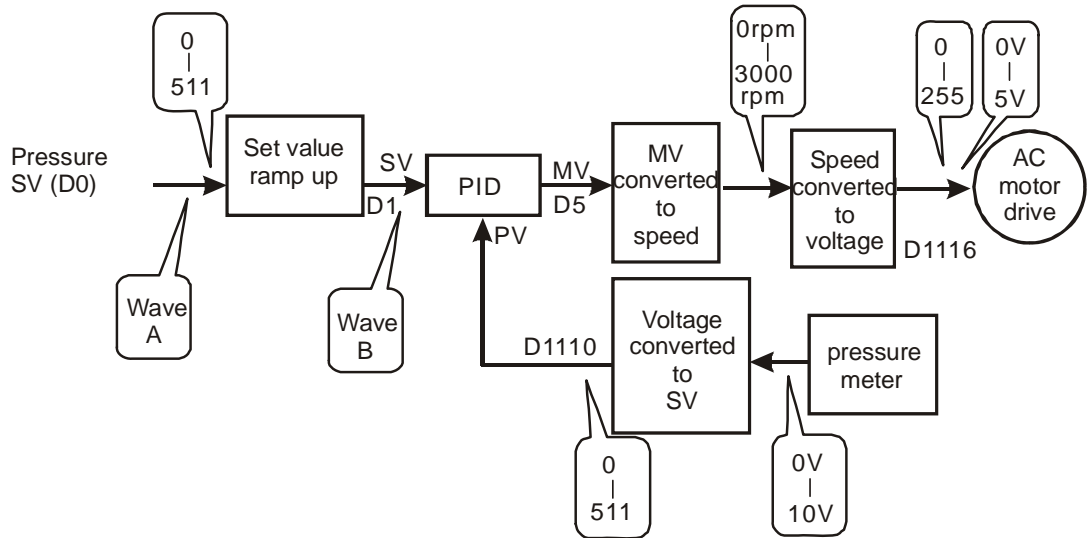 0
511
Pressure
SV (D0)
Set value
ramp up
Wave
A
SV
D1
Wave
B
PID
PV
MV
D5
MV
converted
to
speed
0rpm
3000
rpm
Speed
converted
to
voltage
0
255
0V
5V
D1116
AC
motor
drive
D1110
0
511
Voltage
converted
to
SV
0V
10V
pressure
meter